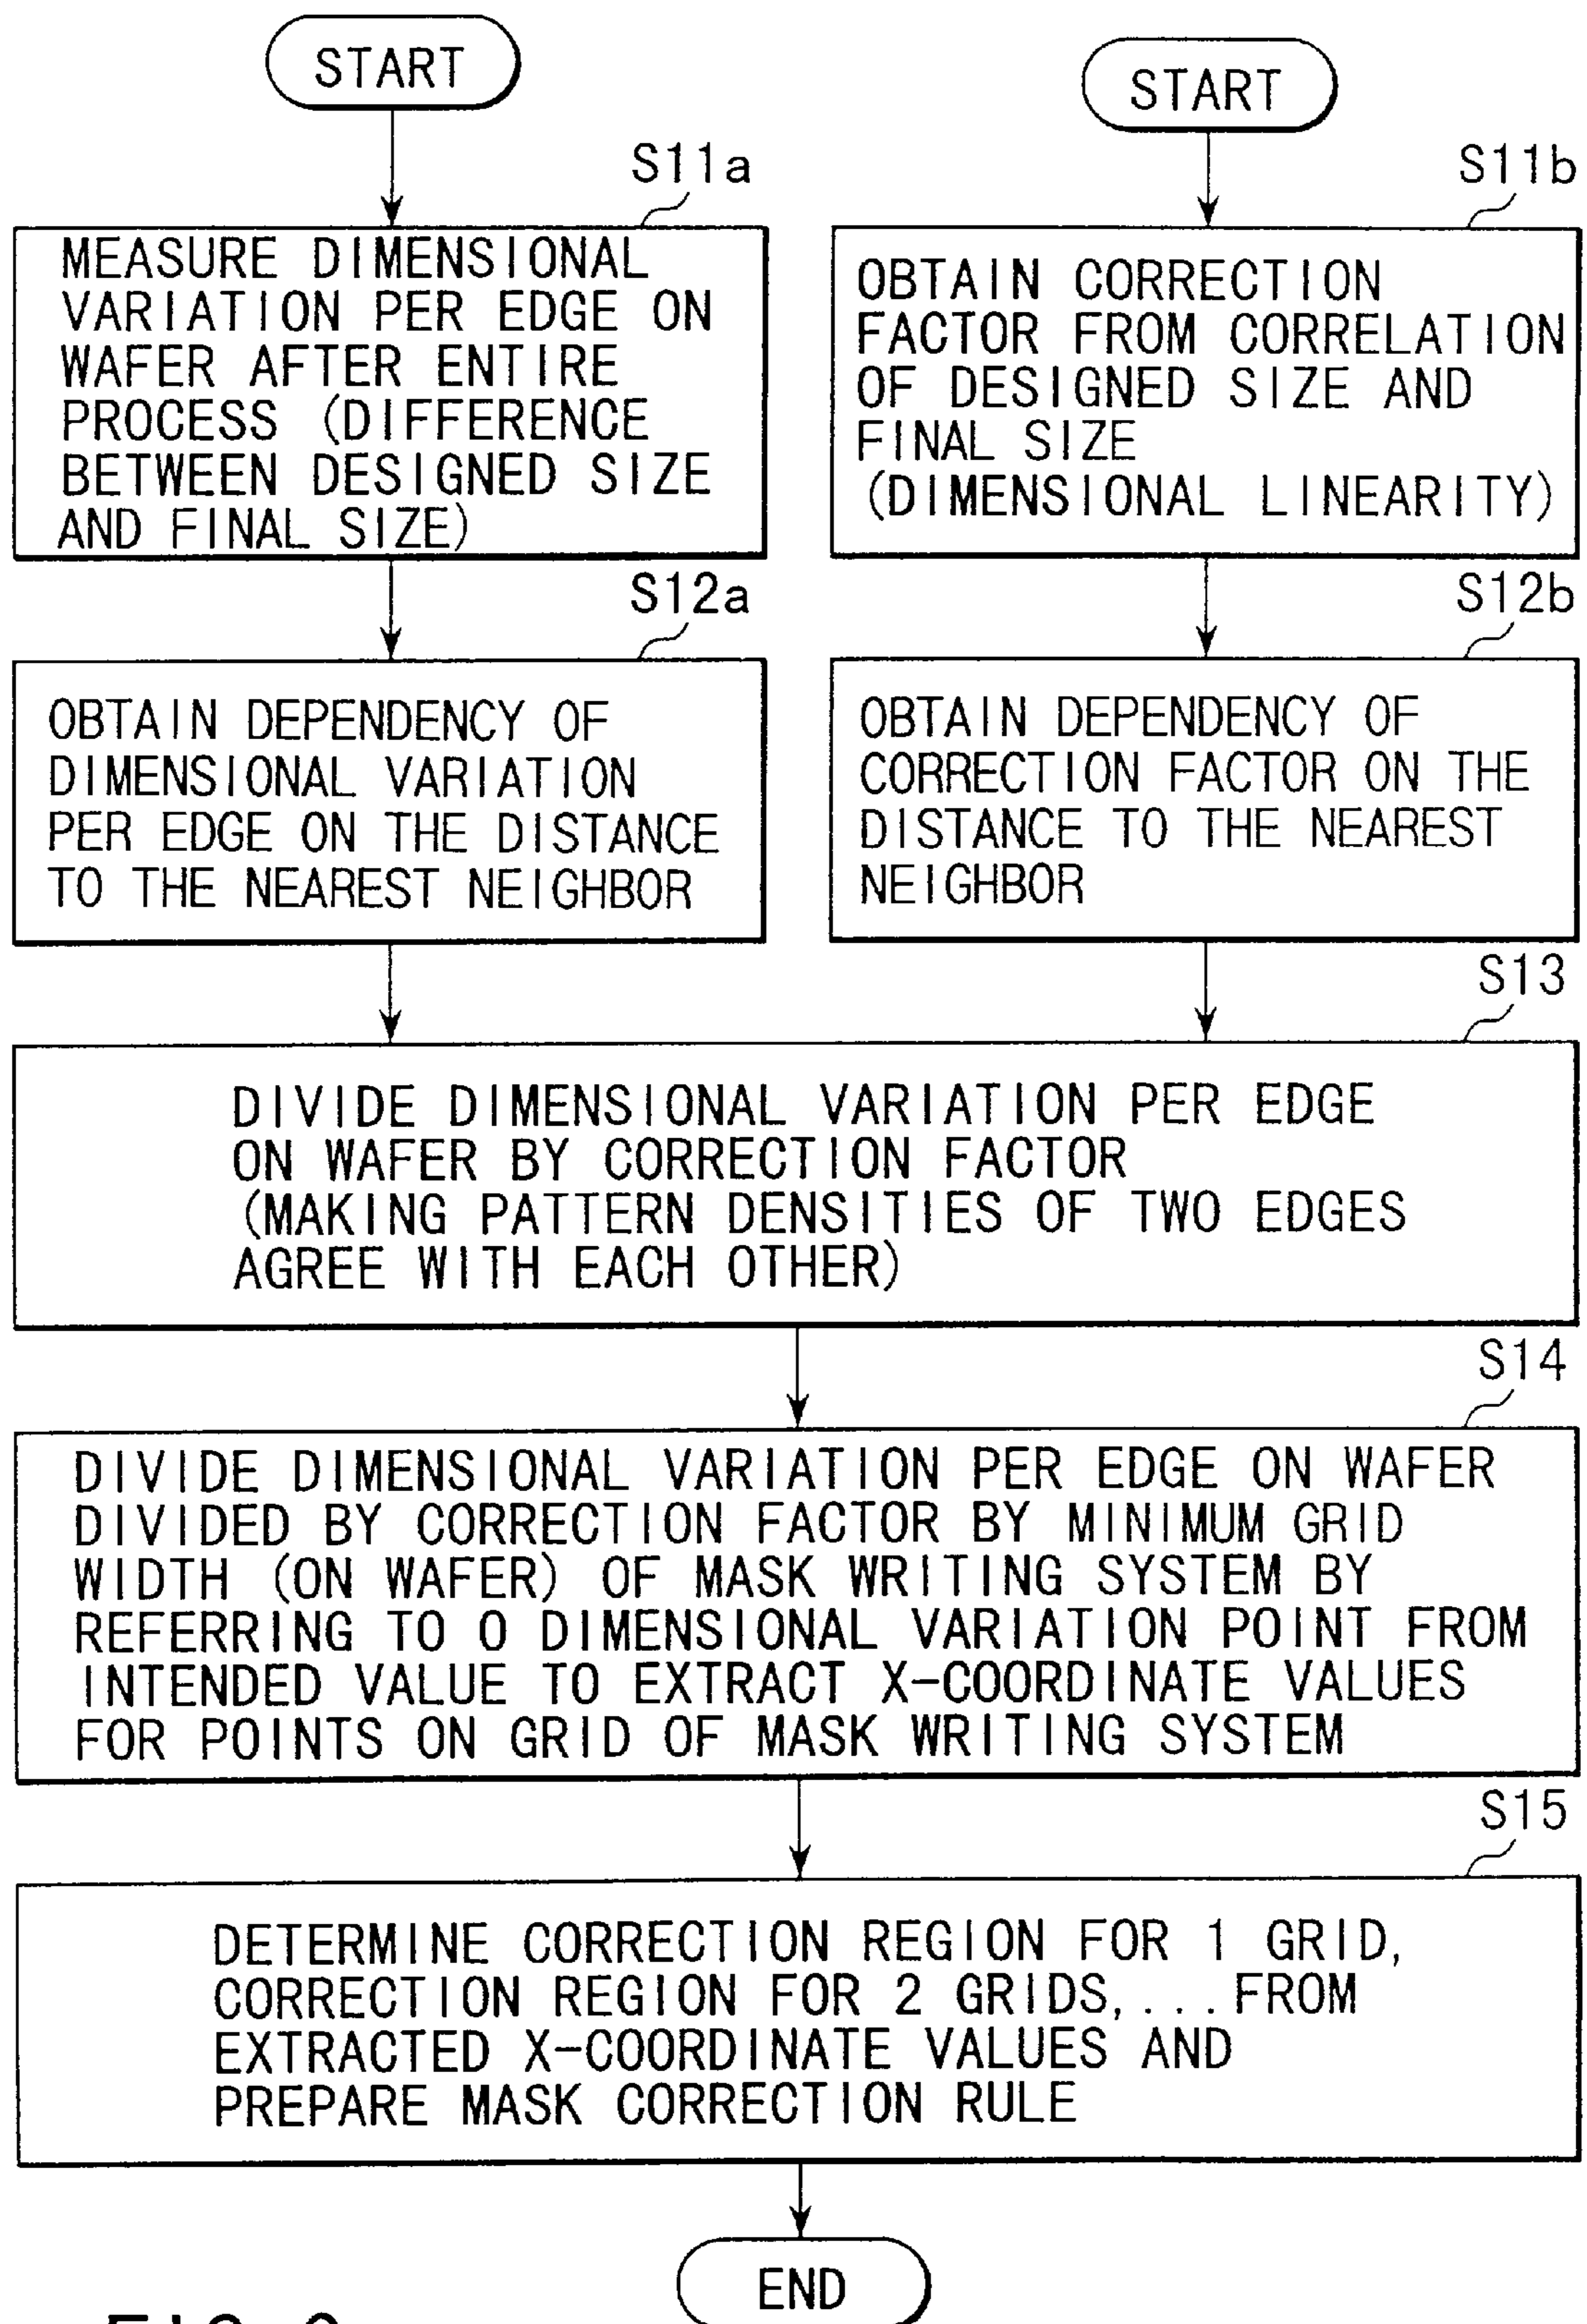 START
S11a
MEASURE DIMENSIONAL
VARIATION PER EDGE ON
WAFER AFTER ENTIRE
PROCESS (DIFFERENCE
BETWEEN DESIGNED SIZE
AND FINAL SIZE)
S12a
OBTAIN DEPENDENCY OF
DIMENSIONAL VARIATION
PER EDGE ON THE DISTANCE
TO THE NEAREST NEIGHBOR
START
S11b
OBTAIN CORRECTION
FACTOR FROM CORRELATION
OF DESIGNED SIZE AND
FINAL SIZE
(DIMENSIONAL LINEARITY)
S12b
OBTAIN DEPENDENCY OF
CORRECTION FACTOR ON THE
DISTANCE TO THE NEAREST
NEIGHBOR
S13
DIVIDE DIMENSIONAL VARIATION PER EDGE
ON WAFER BY CORRECTION FACTOR
(MAKING PATTERN DENSITIES OF TWO EDGES
AGREE WITH EACH OTHER)
S14
DIVIDE DIMENSIONAL VARIATION PER EDGE ON WAFER
DIVIDED BY CORRECTION FACTOR BY MINIMUM GRID
WIDTH (ON WAFER) OF MASK WRITING SYSTEM BY
REFERRING TO 0 DIMENSIONAL VARIATION POINT FROM
INTENDED VALUE TO EXTRACT X-COORDINATE VALUES
FOR POINTS ON GRID OF MASK WRITING SYSTEM
S15
DETERMINE CORRECTION REGION FOR 1 GRID,
CORRECTION REGION FOR 2 GRIDS,...FROM
EXTRACTED X-COORDINATE VALUES AND
PREPARE MASK CORRECTION RULE
END